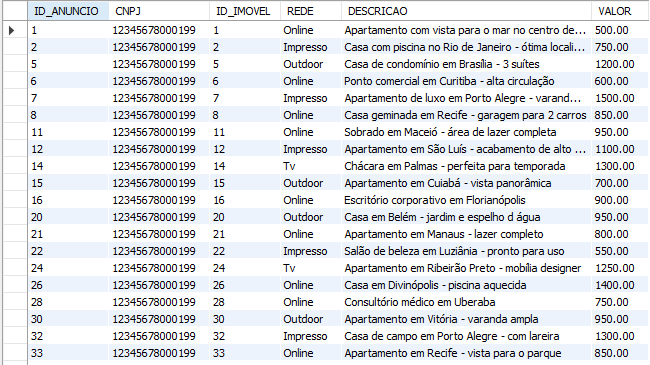 ID_ANUNCIO CNPJ ID_IMOVEL REDE DESCRICAO VALOR
1 12345678000199 1 Online Apartamento com vista para o mar no centro de... 500.00
2 12345678000199 2 Impresso Casa com piscina no Rio de Janeiro - ótima locali... 750.00
5 12345678000199 5 Outdoor Casa de condomínio em Brasília - 3 suítes 1200.00
6 12345678000199 6 Online Ponto comercial em Curitiba - alta circulação 600.00
7 12345678000199 7 Impresso Apartamento de luxo em Porto Alegre - varand... 1500.00
8 12345678000199 8 Online Casa geminada em Recife - garagem para 2 carros 850.00
11 12345678000199 11 Online Sobrado em Maceió - área de lazer completa 950.00
12 12345678000199 12 Impresso Apartamento em São Luís - acabamento de alto ... 1100.00
14 12345678000199 14 Tv Chácara em Palmas - perfeita para temporada 1300.00
15 12345678000199 15 Outdoor Apartamento em Cuiabá - vista panorâmica 700.00
16 12345678000199 16 Online Escritório corporativo em Florianópolis 900.00
20 12345678000199 20 Outdoor Casa em Belém - jardim e espelho d água 950.00
21 12345678000199 21 Online Apartamento em Manaus - lazer completo 800.00
22 12345678000199 22 Impresso Salão de beleza em Luziânia - pronto para uso 550.00
24 12345678000199 24 Tv Apartamento em Ribeirão Preto - mobília designer 1250.00
26 12345678000199 26 Online Casa em Divinópolis - piscina aquecida 1400.00
28 12345678000199 28 Online Consultório médico em Uberaba 750.00
30 12345678000199 30 Outdoor Apartamento em Vitória - varanda ampla 950.00
32 12345678000199 32 Impresso Casa de campo em Porto Alegre - com lareira 1300.00
33 12345678000199 33 Online Apartamento em Recife - vista para o parque 850.00